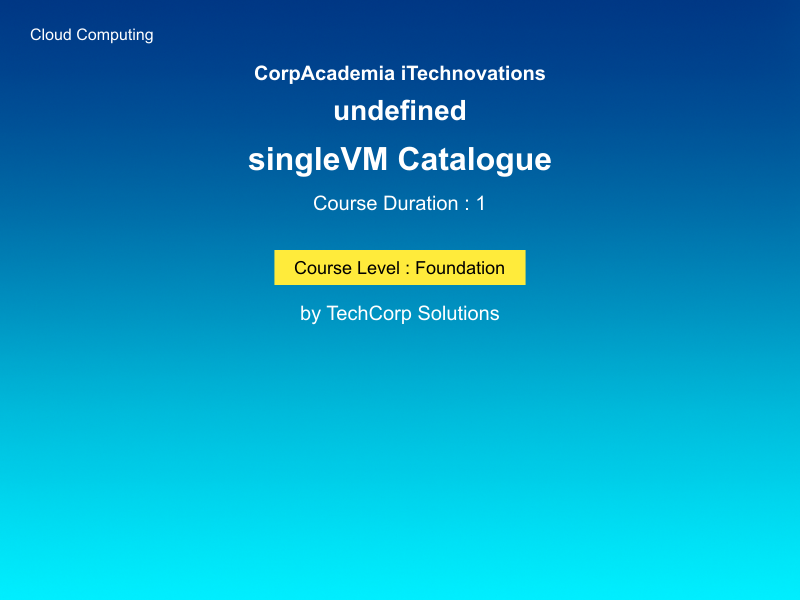 Cloud Computing
CorpAcademia iTechnovations
undefined
singleVM Catalogue
Course Duration : 1
Course Level : Foundation
by TechCorp Solutions